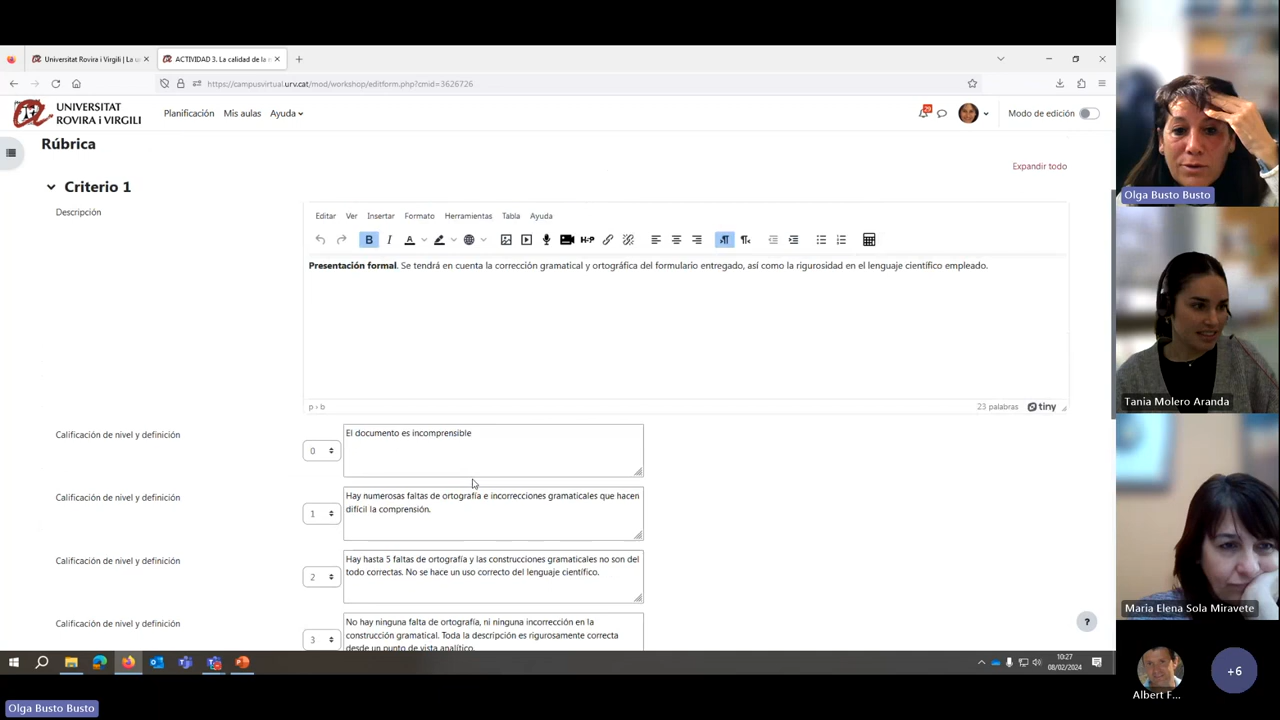 Universitat Rovira i Virgili | La u
ACTIVIDAD 3. La calidad de la
https://campusvirtual.urv.cat/mod/workshop/editform.php?cmid=3626726
UNIVERSITAT
ROVIRA i VIRGILI
Planificación
Mis aulas
Ayuda
Modo de edición
Rúbrica
Expandir todo
Criterio 1
Descripción
Editar Ver Insertar Formato Herramientas Tabla Ayuda
B I A H-P
Presentación formal. Se tendrá en cuenta la corrección gramatical y ortográfica del formulario entregado, así como la rigurosidad en el lenguaje científico empleado.
p › b
23 palabras
tiny
Calificación de nivel y definición
0
El documento es incomprensible
Calificación de nivel y definición
1
Hay numerosas faltas de ortografía e incorrecciones gramaticales que hacen
difícil la comprensión.
Calificación de nivel y definición
2
Hay hasta 5 faltas de ortografía y las construcciones gramaticales no son del
todo correctas. No se hace un uso correcto del lenguaje científico.
Calificación de nivel y definición
3
No hay ninguna falta de ortografía, ni ninguna incorrección en la
construcción gramatical. Toda la descripción es rigurosamente correcta
desde un punto de vista analítico.
?
10:27
08/02/2024
Olga Busto Busto
Olga Busto Busto
Tania Molero Aranda
Maria Elena Sola Miravete
Albert F...
+6